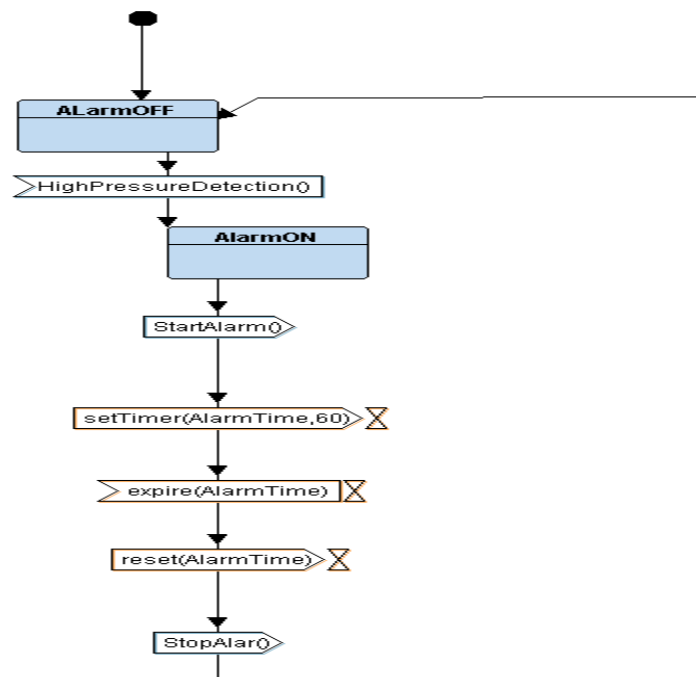 ALarmOFF
HighPressureDetection()
AlarmON
StartAlarm()
setTimer(AlarmTime,60)
expire(AlarmTime)
reset(AlarmTime)
StopAlar()